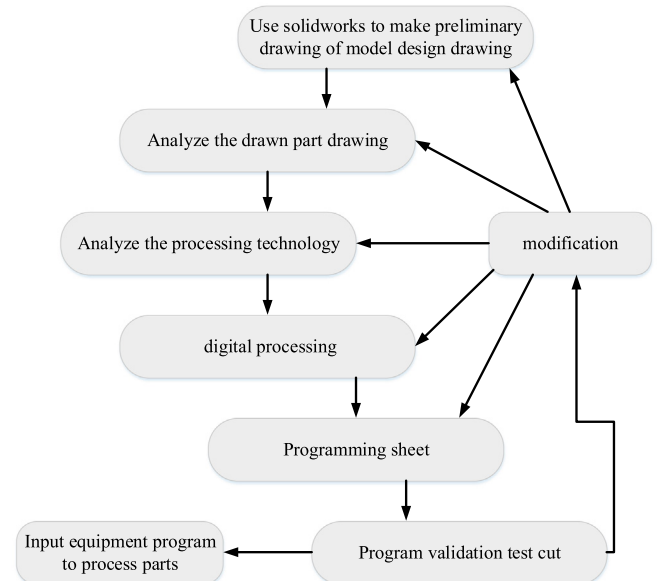 Use solidworks to make preliminary
drawing of model design drawing
Analyze the drawn part drawing
Analyze the processing technology
modification
digital processing
Programming sheet
Input equipment program
to process parts
Program validation test cut